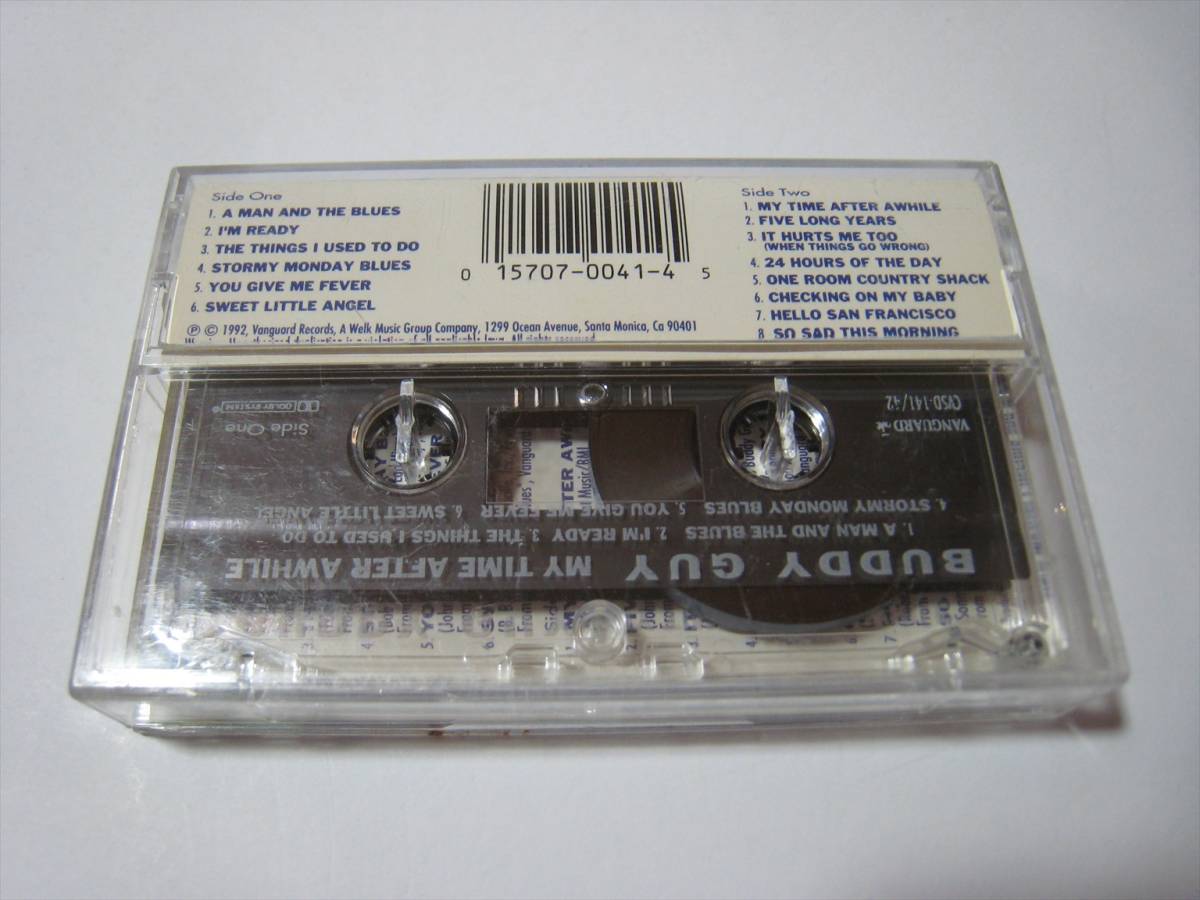 Side One
1. A MAN AND THE BLUES
2. I'M READY
3. THE THINGS I USED TO DO
4. STORMY MONDAY BLUES
5. YOU GIVE ME FEVER
6. SWEET LITTLE ANGEL
℗ © 1992, Vanguard Records, A Welk Music Group Company, 1299 Ocean Avenue, Santa Monica, Ca 90401
0 15707-0041-4 5
Side Two
1. MY TIME AFTER AWHILE
2. FIVE LONG YEARS
3. IT HURTS ME TOO
(WHEN THINGS GO WRONG)
4. 24 HOURS OF THE DAY
5. ONE ROOM COUNTRY SHACK
6. CHECKING ON MY BABY
7. HELLO SAN FRANCISCO
8. SO SAD THIS MORNING
BUDDY GUY MY TIME AFTER AWHILE
1. A MAN AND THE BLUES 2. I'M READY 3. THE THINGS I USED TO DO
4. STORMY MONDAY BLUES 5. YOU GIVE ME FEVER 6. SWEET LITTLE ANGEL
VANGUARD
CVSD-141/42
Side One
DOLBY SYSTEM